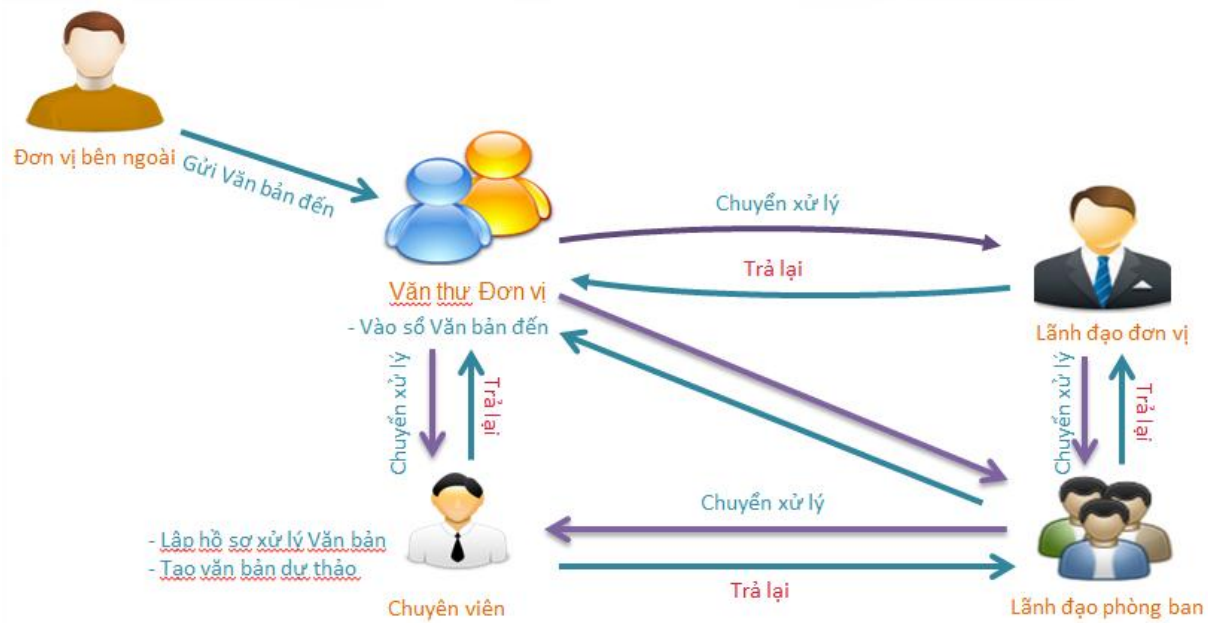 Đơn vị bên ngoài
Gửi Văn bản đến
Chuyển xử lý
Trả lại
Văn thư Đơn vị
- Vào sổ Văn bản đến
Lãnh đạo đơn vị
Chuyển xử lý
Trả lại
Chuyển xử lý
Trả lại
Chuyển xử lý
- Lập hồ sơ xử lý Văn bản
- Tạo văn bản dự thảo
Trả lại
Chuyên viên
Lãnh đạo phòng ban